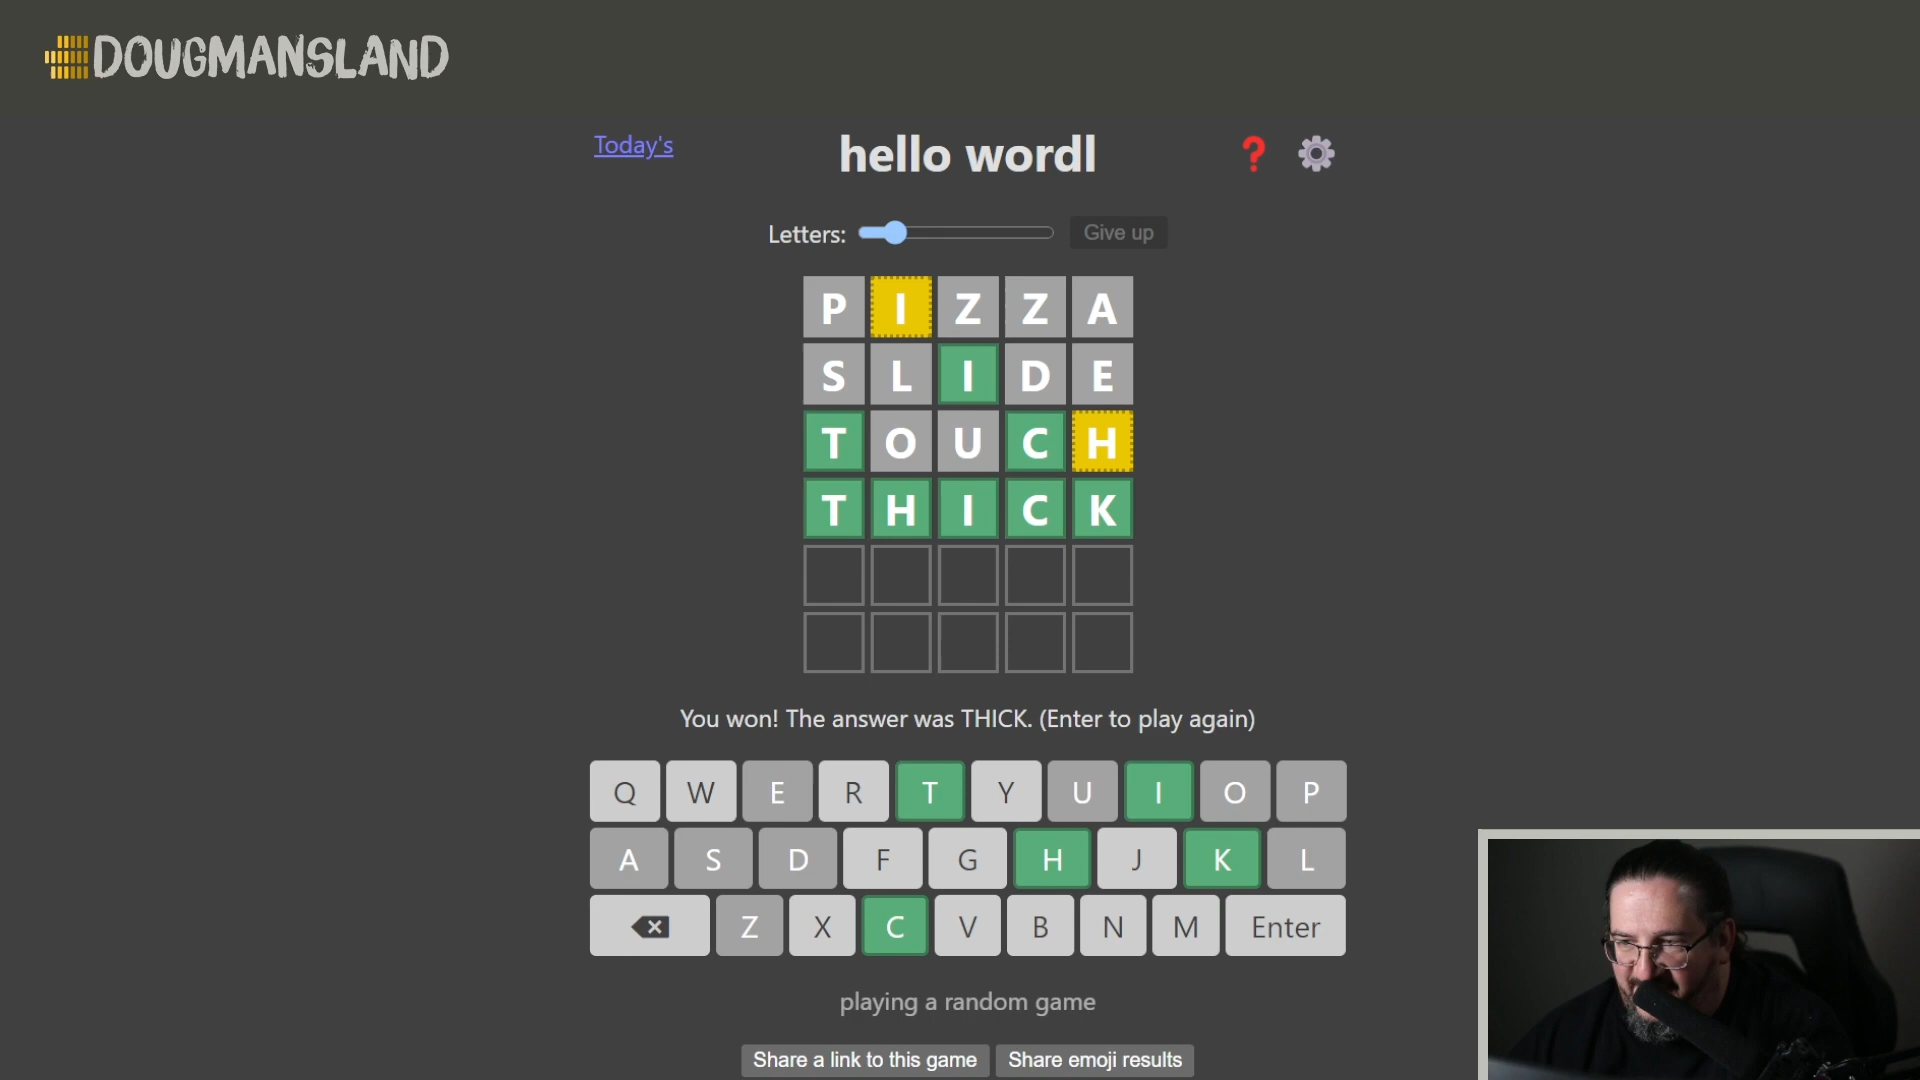 DOUGMANSLAND
Today's
hello wordl
❓
Letters:
Give up
P I Z Z A
S L I D E
T O U C H
T H I C K
You won! The answer was THICK. (Enter to play again)
Q W E R T Y U I O P
A S D F G H J K L
Z X C V B N M Enter
playing a random game
Share a link to this game
Share emoji results